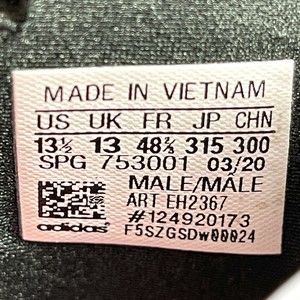 MADE IN VIETNAM
US UK FR JP CHN
13½ 13 48⅔ 315 300
SPG 753001 03/20
MALE/MÂLE
ART EH2367
#124920173
adidas F5SZGSDW00024